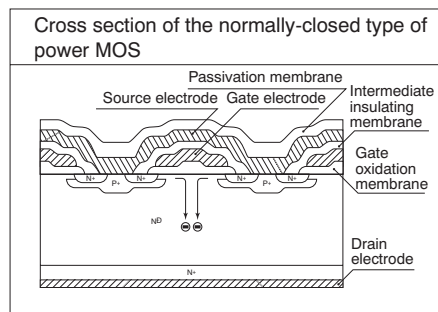 Cross section of the normally-closed type of
power MOS
Passivation membrane
Source electrode
Gate electrode
Intermediate
insulating
membrane
Gate
oxidation
membrane
N+
P+
N+
N+
P+
N+
ND
N+
Drain
electrode